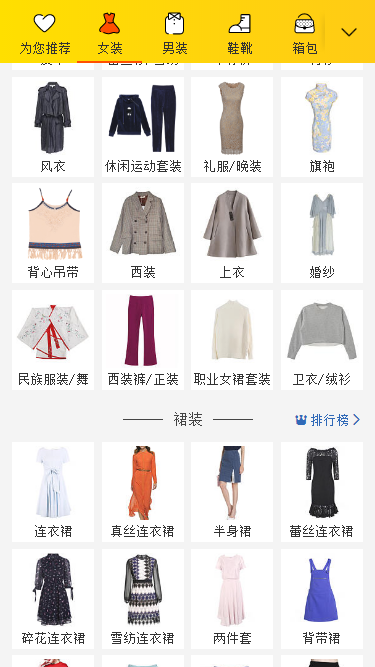 为您推荐 女装 男装 鞋靴 箱包
风衣 休闲运动套装 礼服/晚装 旗袍
背心吊带 西装 上衣 婚纱
民族服装/舞 西装裤/正装 职业女裙套装 卫衣/绒衫
裙装 排行榜
连衣裙 真丝连衣裙 半身裙 蕾丝连衣裙
碎花连衣裙 雪纺连衣裙 两件套 背带裙